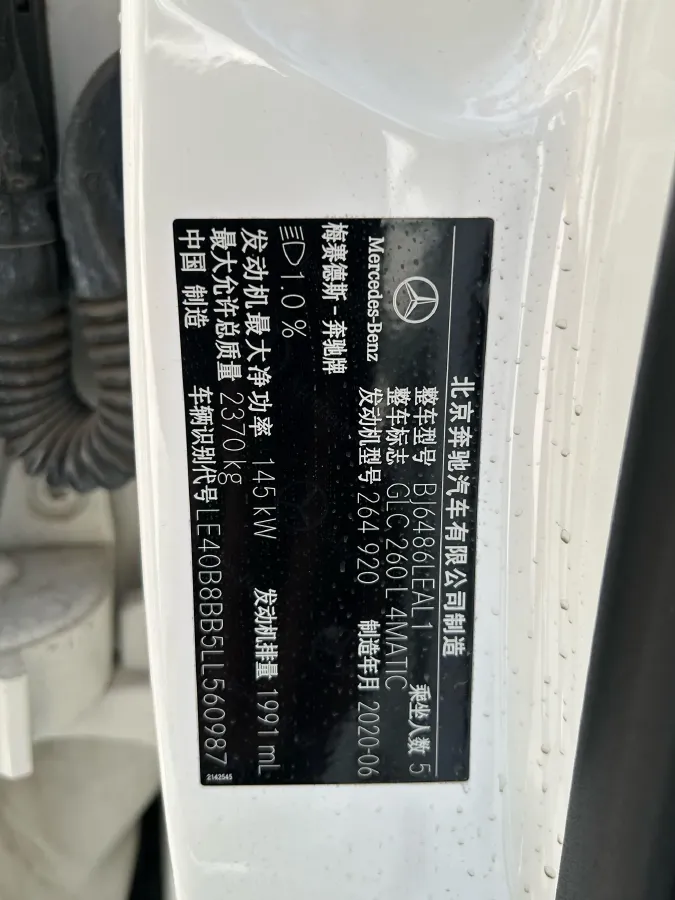 北京奔驰汽车有限公司制造
Mercedes-Benz
梅赛德斯-奔驰牌
整车型号 BJ6486LEAL1 乘坐人数 5
整车标志 GLC 260 L 4MATIC
发动机型号 264 920 制造年月 2020-06
1.0 %
发动机最大净功率 145 kW 发动机排量 1991 mL
最大允许总质量 2370 kg
中国 制造 车辆识别代号 LE40B8BB5LL560987
2142545